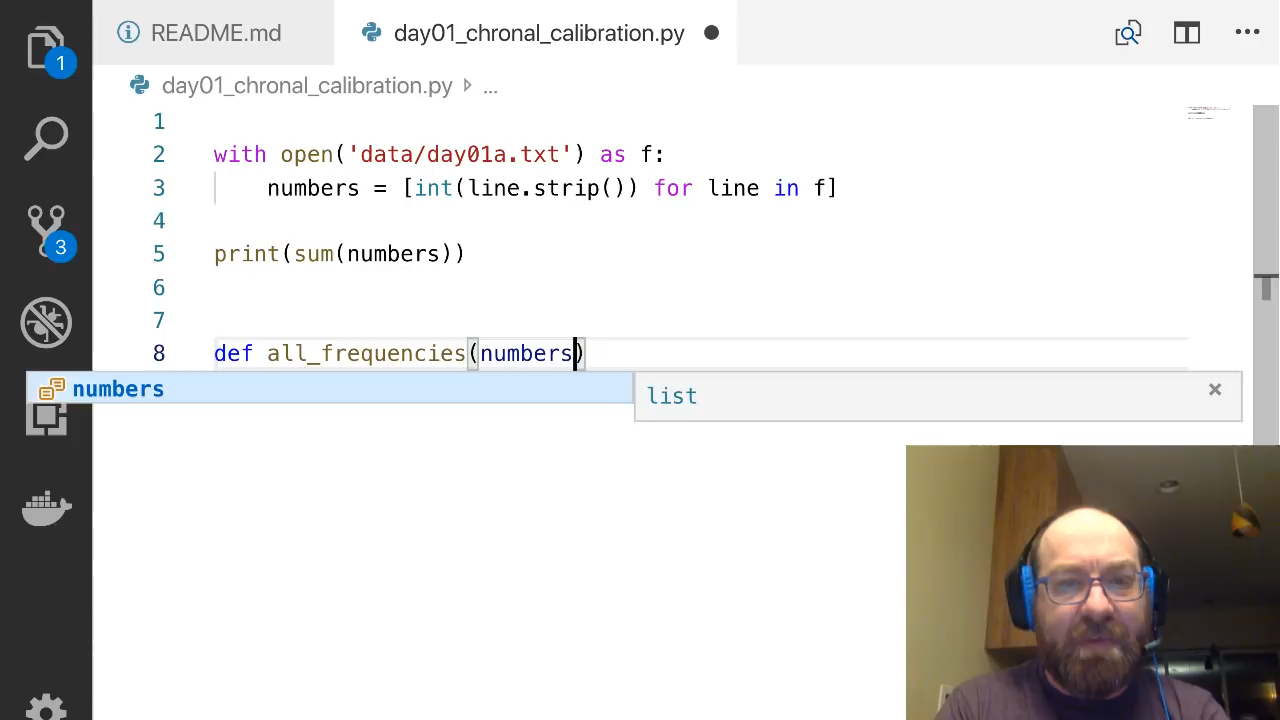 README.md
day01_chronal_calibration.py
day01_chronal_calibration.py ...
1
2 with open('data/day01a.txt') as f:
3 numbers = [int(line.strip()) for line in f]
4
5 print(sum(numbers))
6
7
8 def all_frequencies(numbers)
numbers
list
1
3